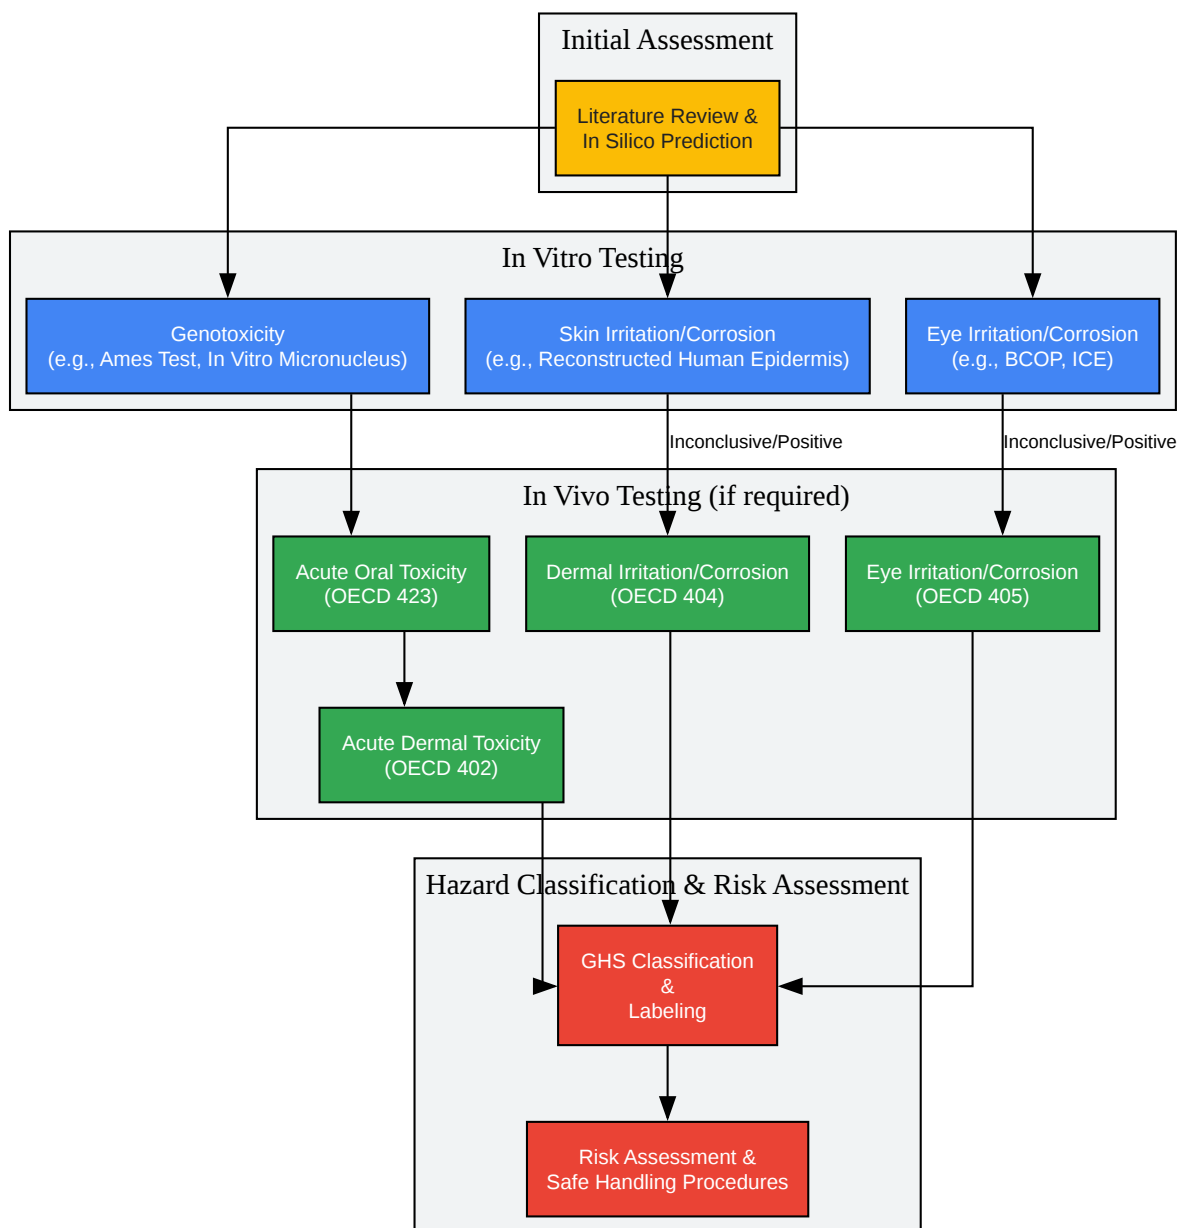 Initial Assessment
Literature Review &
In Silico Prediction
In Vitro Testing
Genotoxicity
(e.g., Ames Test, In Vitro Micronucleus)
Skin Irritation/Corrosion
(e.g., Reconstructed Human Epidermis)
Eye Irritation/Corrosion
(e.g., BCOP, ICE)
Inconclusive/Positive
Inconclusive/Positive
In Vivo Testing (if required)
Acute Oral Toxicity
(OECD 423)
Dermal Irritation/Corrosion
(OECD 404)
Eye Irritation/Corrosion
(OECD 405)
Acute Dermal Toxicity
(OECD 402)
Hazard Classification & Risk Assessment
GHS Classification
&
Labeling
Risk Assessment &
Safe Handling Procedures